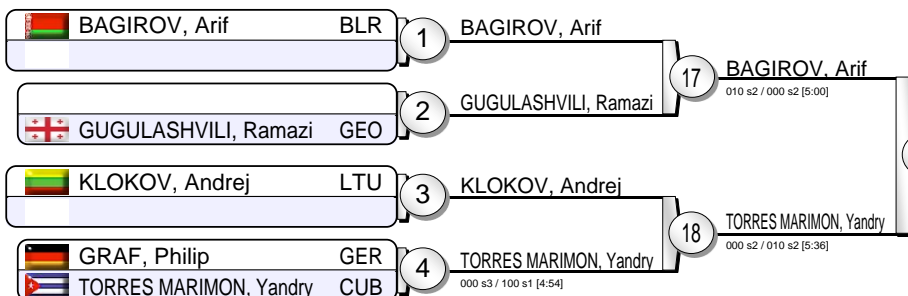 BAGIROV, Arif BLR
1
BAGIROV, Arif
17
BAGIROV, Arif
010 s2 / 000 s2 [5:00]
2
GUGULASHVILI, Ramazi
GUGULASHVILI, Ramazi GEO
KLOKOV, Andrej LTU
3
KLOKOV, Andrej
18
TORRES MARIMON, Yandry
000 s2 / 010 s2 [5:36]
GRAF, Philip GER
4
TORRES MARIMON, Yandry
000 s3 / 100 s1 [4:54]
TORRES MARIMON, Yandry CUB